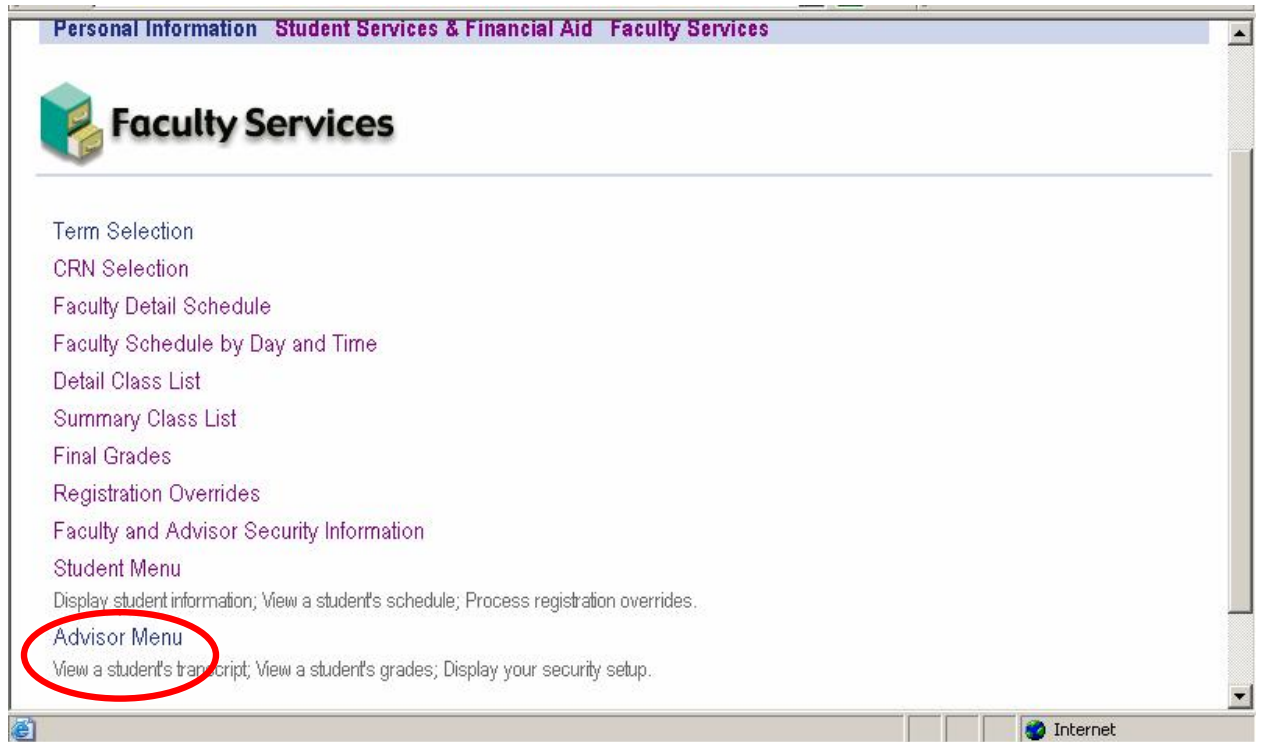 Personal Information Student Services & Financial Aid Faculty Services
Faculty Services
Term Selection
CRN Selection
Faculty Detail Schedule
Faculty Schedule by Day and Time
Detail Class List
Summary Class List
Final Grades
Registration Overrides
Faculty and Advisor Security Information
Student Menu
Display student information; View a student's schedule; Process registration overrides.
Advisor Menu
View a student's transcript; View a student's grades; Display your security setup.
Internet